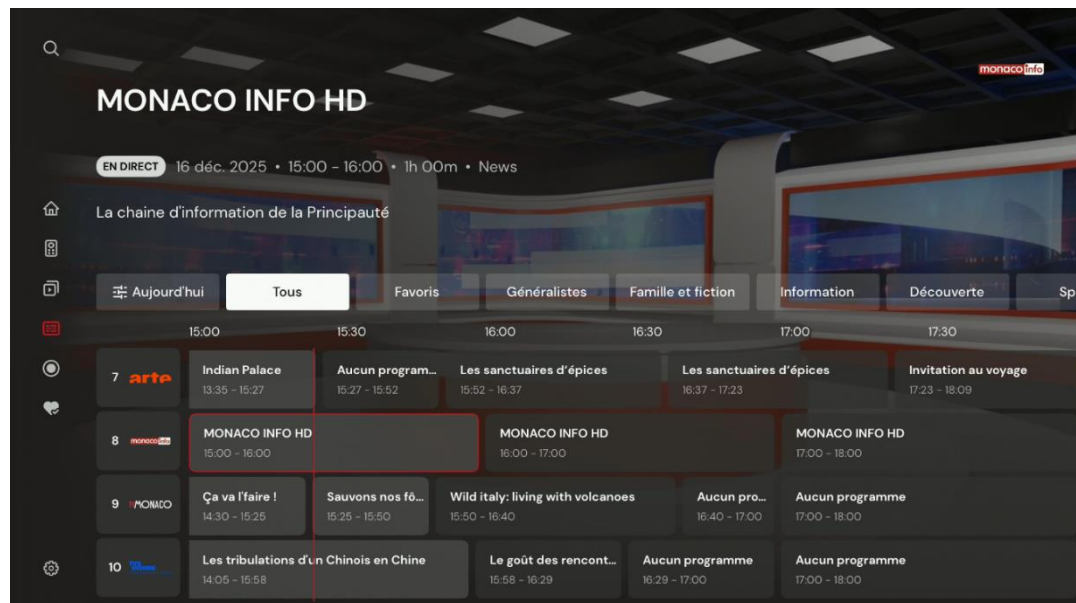 monaco info
MONACO INFO HD
EN DIRECT 16 déc. 2025 • 15:00 – 16:00 • 1h 00m • News
La chaine d'information de la Principauté
Aujourd'hui Tous Favoris Généralistes Famille et fiction Information Découverte Sp
15:00 15:30 16:00 16:30 17:00 17:30
7 arte Indian Palace Aucun program... Les sanctuaires d'épices Les sanctuaires d'épices Invitation au voyage
13:35 – 15:27 15:27 – 15:52 15:52 – 16:37 16:37 – 17:23 17:23 – 18:09
8 monaco info MONACO INFO HD MONACO INFO HD MONACO INFO HD
15:00 – 16:00 16:00 – 17:00 17:00 – 18:00
9 MONACO Ça va l'faire ! Sauvons nos fô... Wild italy: living with volcanoes Aucun pro... Aucun programme
14:30 – 15:25 15:25 – 15:50 15:50 – 16:40 16:40 – 17:00 17:00 – 18:00
10 Les tribulations d'un Chinois en Chine Le goût des rencont... Aucun programme Aucun programme
14:05 – 15:58 15:58 – 16:29 16:29 – 17:00 17:00 – 18:00